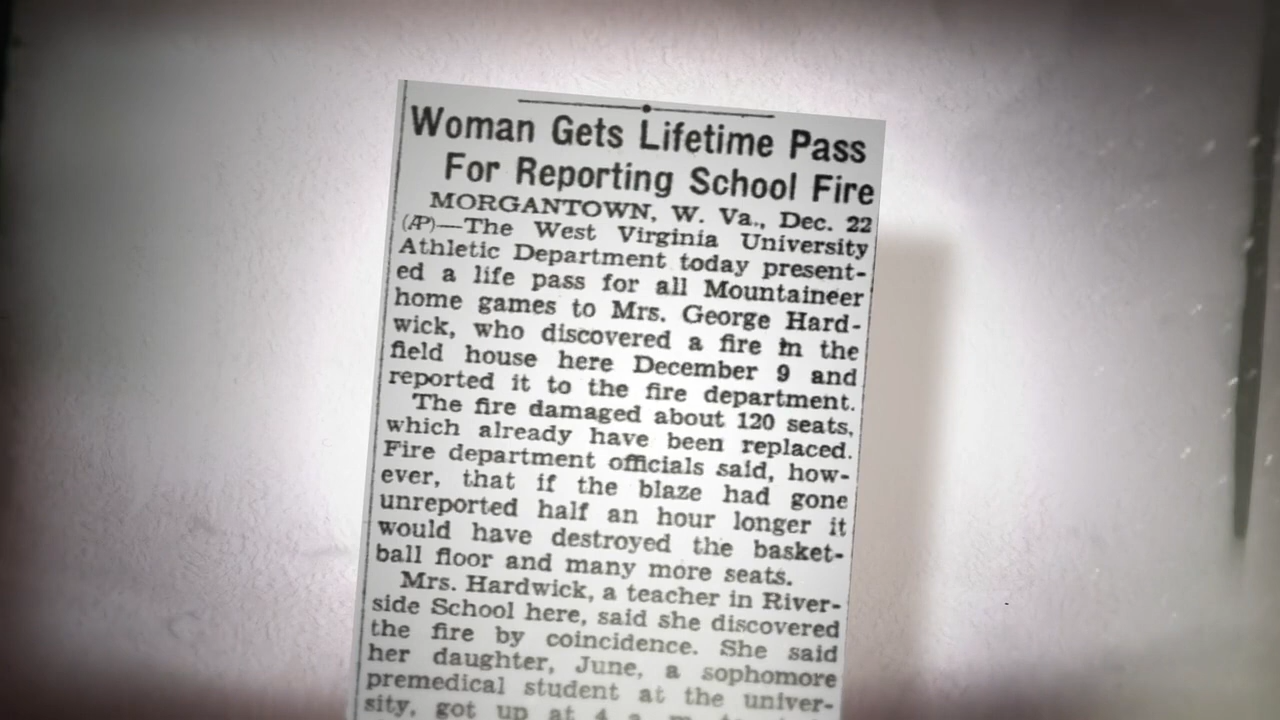 Woman Gets Lifetime Pass
For Reporting School Fire
MORGANTOWN, W. Va., Dec. 22
(AP)—The West Virginia University
Athletic Department today present-
ed a life pass for all Mountaineer
home games to Mrs. George Hard-
wick, who discovered a fire in the
field house here December 9 and
reported it to the fire department.
The fire damaged about 120 seats,
which already have been replaced.
Fire department officials said, how-
ever, that if the blaze had gone
unreported half an hour longer it
would have destroyed the basket-
ball floor and many more seats.
Mrs. Hardwick, a teacher in River-
side School here, said she discovered
the fire by coincidence. She said
her daughter, June, a sophomore
premedical student at the univer-
sity, got up at 4 a. m.